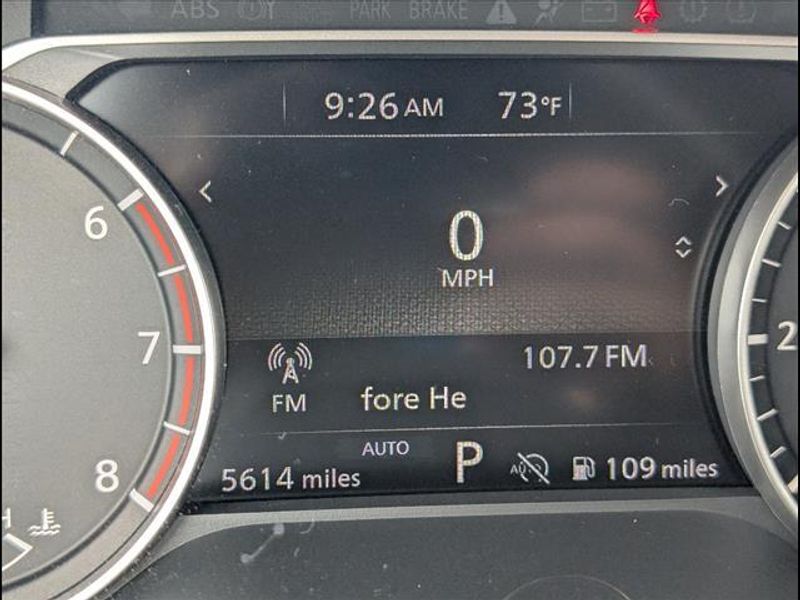 ABS PARK BRAKE
9:26 AM 73°F
0
MPH
107.7 FM
FM
fore He
AUTO
5614 miles P 109 miles
6
7
8
H
2